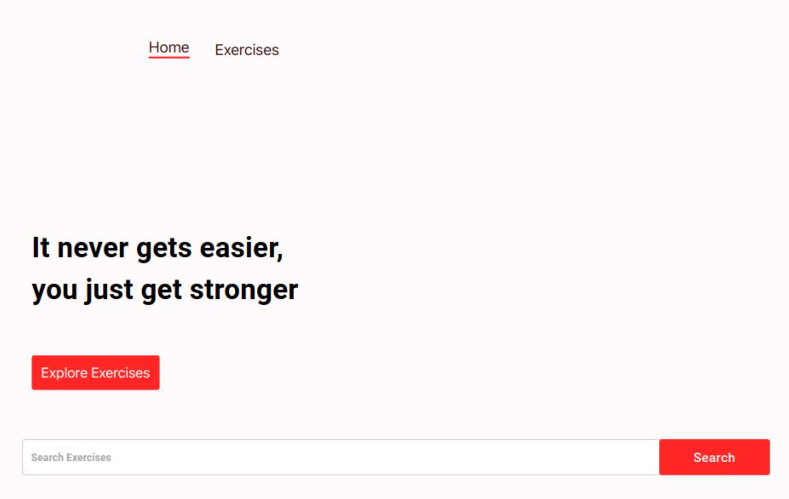 Home Exercises
It never gets easier,
you just get stronger
Explore Exercises
Search Exercises Search